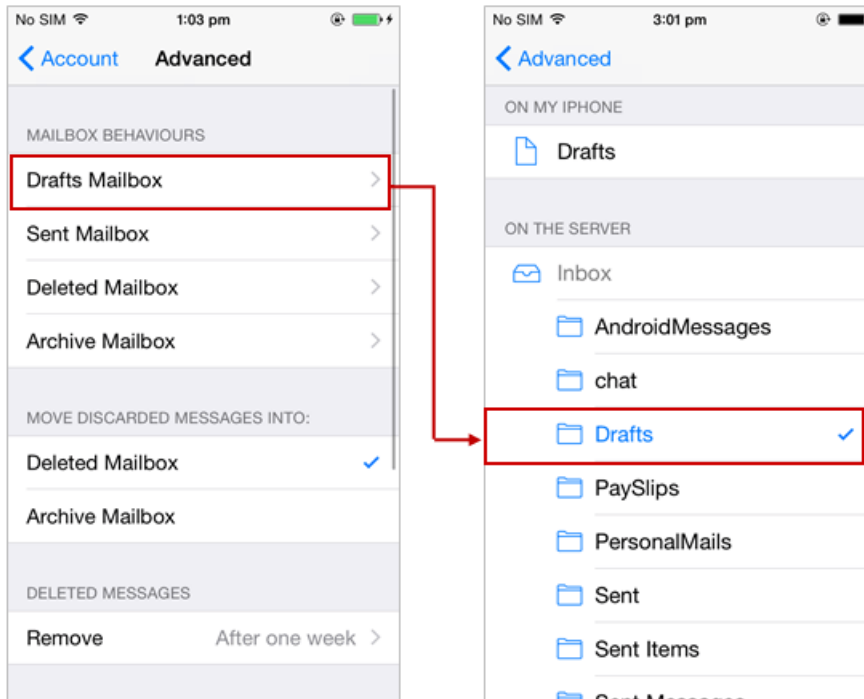 No SIM 1:03 pm
Account Advanced
MAILBOX BEHAVIOURS
Drafts Mailbox
Sent Mailbox
Deleted Mailbox
Archive Mailbox
MOVE DISCARDED MESSAGES INTO:
Deleted Mailbox
Archive Mailbox
DELETED MESSAGES
Remove After one week
No SIM 3:01 pm
Advanced
ON MY IPHONE
Drafts
ON THE SERVER
Inbox
AndroidMessages
chat
Drafts
PaySlips
PersonalMails
Sent
Sent Items
Sent Messages